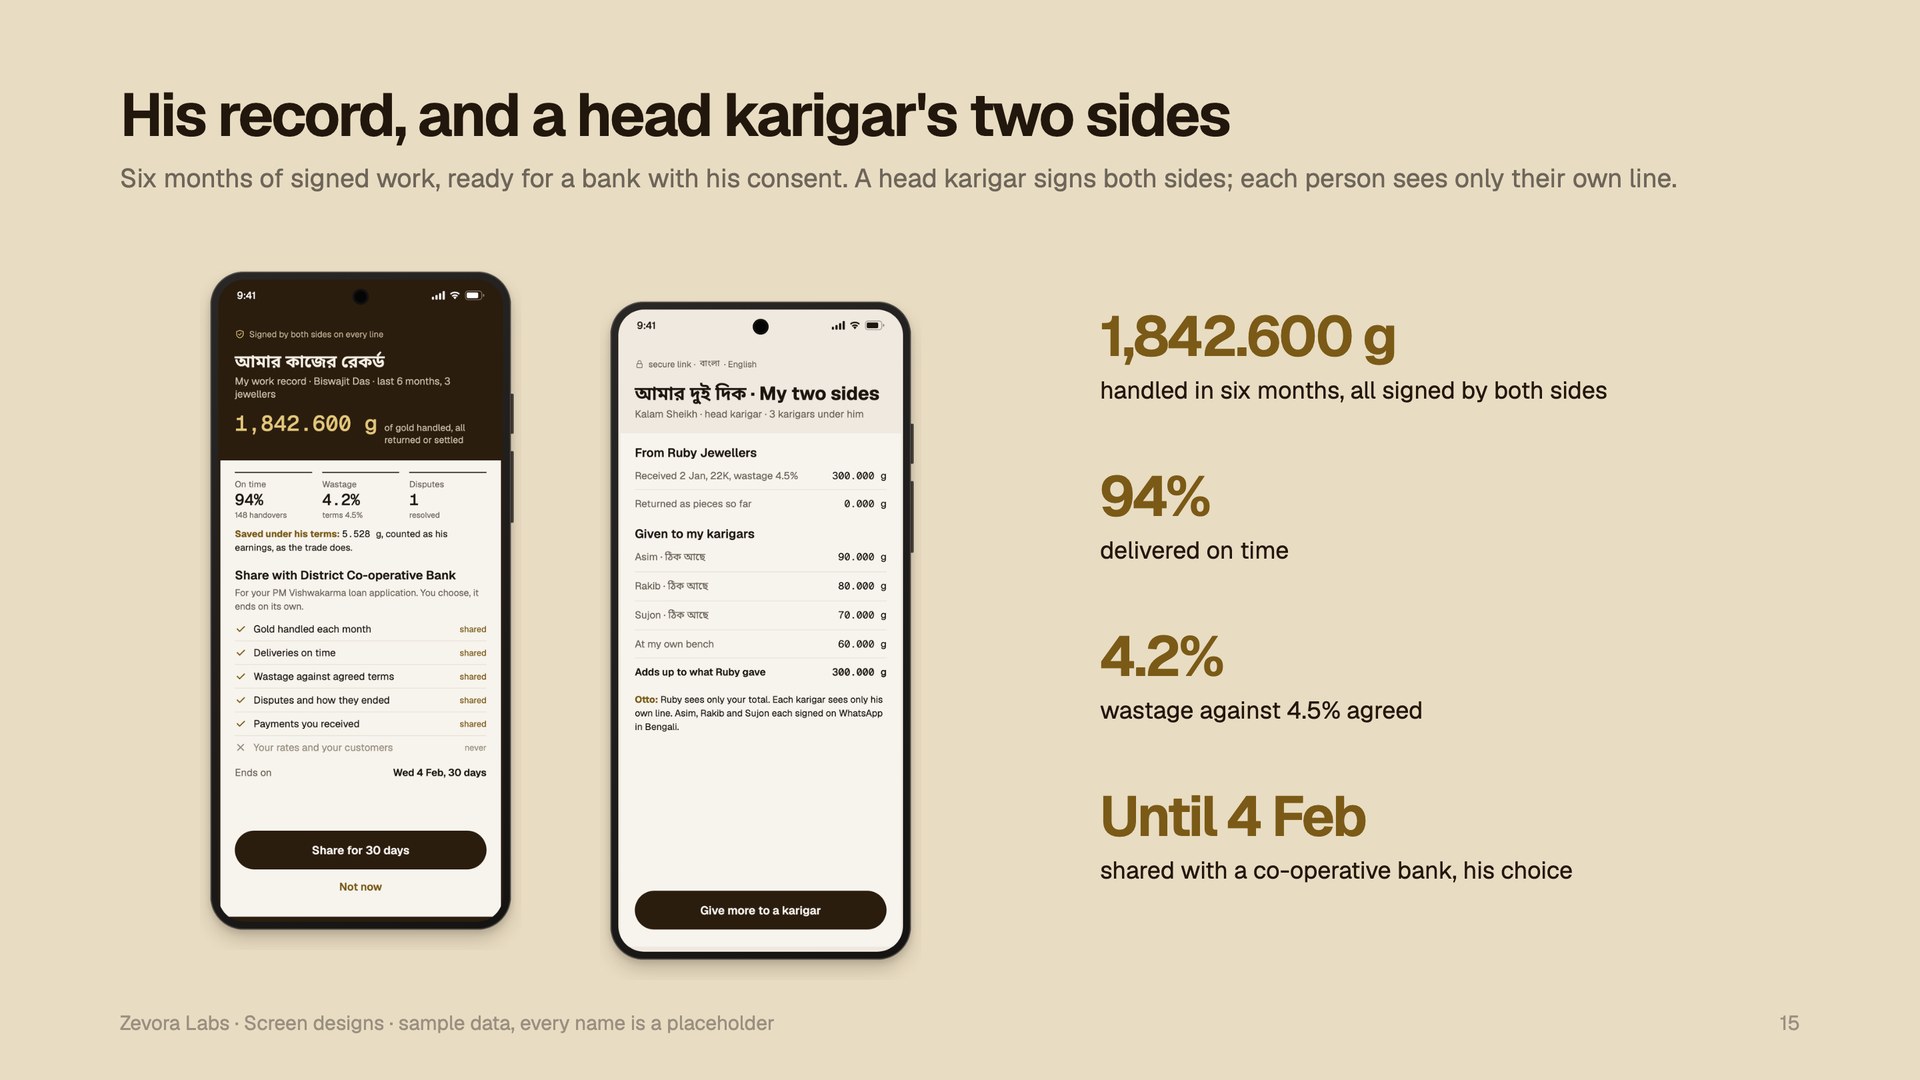 His record, and a head karigar's two sides
Six months of signed work, ready for a bank with his consent. A head karigar signs both sides; each person sees only their own line.
9:41
Signed by both sides on every line
আমার কাজের রেকর্ড
My work record · Biswajit Das · last 6 months, 3
jewellers
1,842.600 g of gold handled, all
returned or settled
On time Wastage Disputes
94% 4.2% 1
148 handovers terms 4.5% resolved
Saved under his terms: 5.528 g, counted as his
earnings, as the trade does.
Share with District Co-operative Bank
For your PM Vishwakarma loan application. You choose, it
ends on its own.
Gold handled each month shared
Deliveries on time shared
Wastage against agreed terms shared
Disputes and how they ended shared
Payments you received shared
Your rates and your customers never
Ends on Wed 4 Feb, 30 days
Share for 30 days
Not now
9:41
secure link · বাংলা · English
আমার দুই দিক · My two sides
Kalam Sheikh · head karigar · 3 karigars under him
From Ruby Jewellers
Received 2 Jan, 22K, wastage 4.5% 300.000 g
Returned as pieces so far 0.000 g
Given to my karigars
Asim · ঠিক আছে 90.000 g
Rakib · ঠিক আছে 80.000 g
Sujon · ঠিক আছে 70.000 g
At my own bench 60.000 g
Adds up to what Ruby gave 300.000 g
Otto: Ruby sees only your total. Each karigar sees only his
own line. Asim, Rakib and Sujon each signed on WhatsApp
in Bengali.
Give more to a karigar
1,842.600 g
handled in six months, all signed by both sides
94%
delivered on time
4.2%
wastage against 4.5% agreed
Until 4 Feb
shared with a co-operative bank, his choice
Zevora Labs · Screen designs · sample data, every name is a placeholder
15